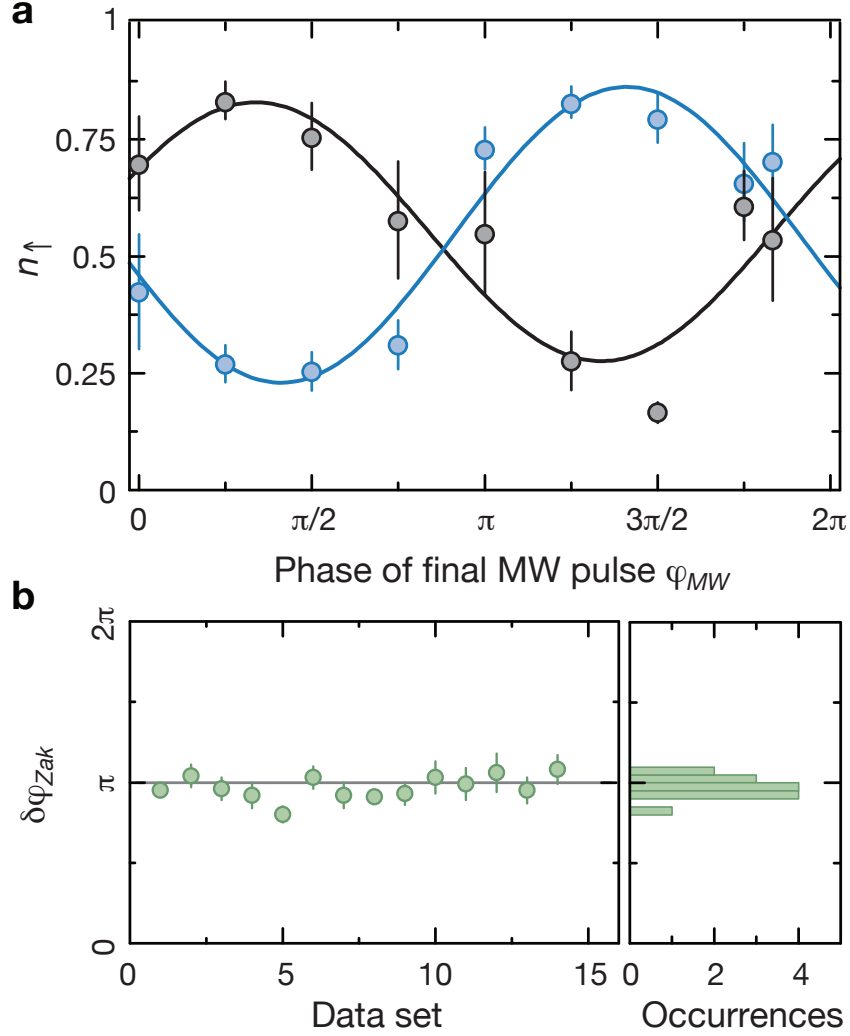 a
1
0.75
0.5
0.25
0
n↑
0 π/2 π 3π/2 2π
Phase of final MW pulse φMW
b
2π
π
0
δφZak
0 5 10 15
Data set
0 2 4
Occurrences